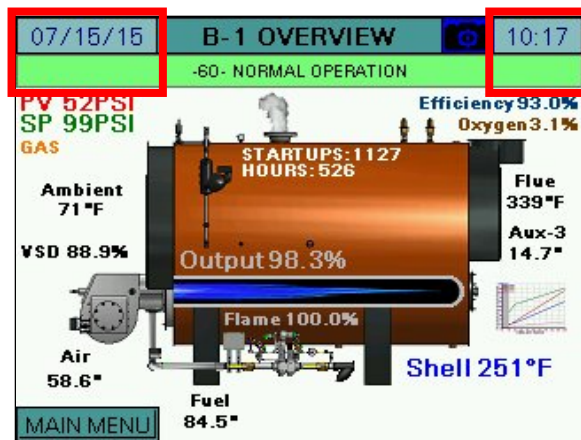 07/15/15 B-1 OVERVIEW 10:17
-60- NORMAL OPERATION
PV 52PSI
SP 99PSI
GAS
Efficiency 93.0%
Oxygen 3.1%
STARTUPS:1127
HOURS:526
Ambient
71°F
Flue
339°F
VSD 88.9%
Aux-3
14.7"
Output 98.3%
Flame 100.0%
Air
58.6"
Shell 251°F
Fuel
84.5"
MAIN MENU